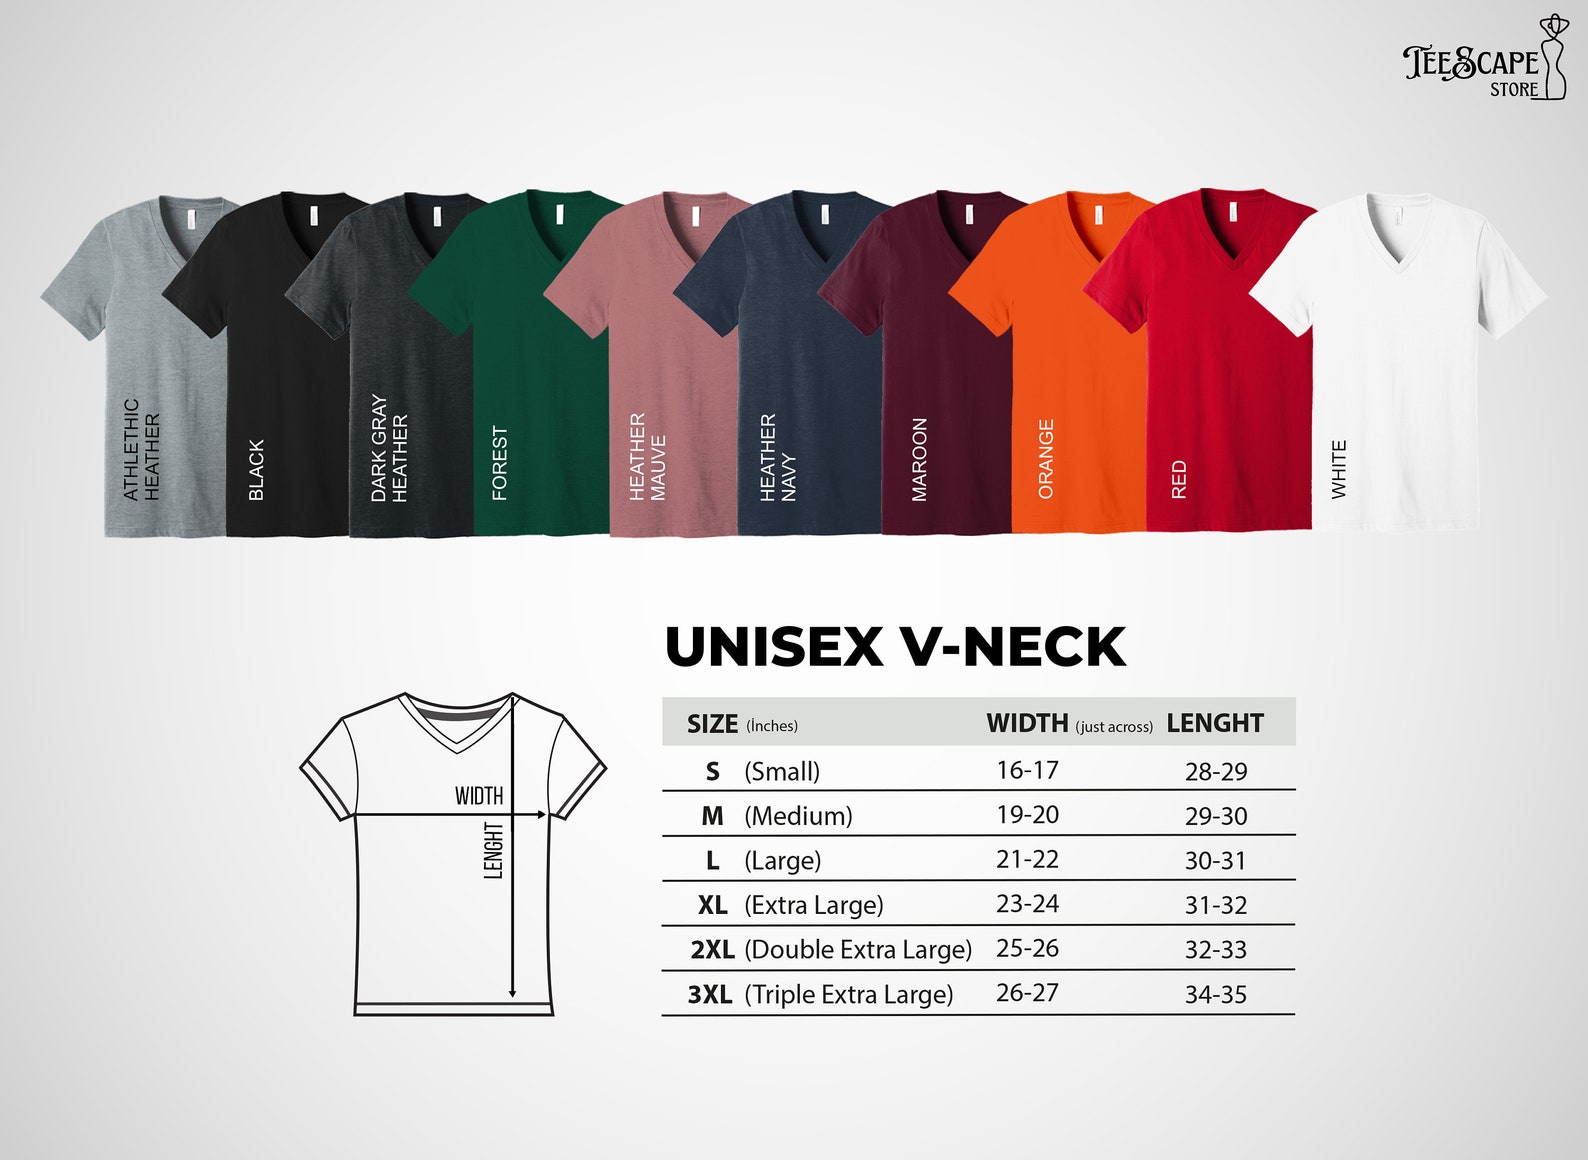 TEESCAPE
STORE
ATHLETHIC
HEATHER
BLACK
DARK GRAY
HEATHER
FOREST
HEATHER
MAUVE
HEATHER
NAVY
MAROON
ORANGE
RED
WHITE
UNISEX V-NECK
WIDTH
LENGHT
SIZE (İnches) WIDTH (just across) LENGHT
S (Small) 16-17 28-29
M (Medium) 19-20 29-30
L (Large) 21-22 30-31
XL (Extra Large) 23-24 31-32
2XL (Double Extra Large) 25-26 32-33
3XL (Triple Extra Large) 26-27 34-35